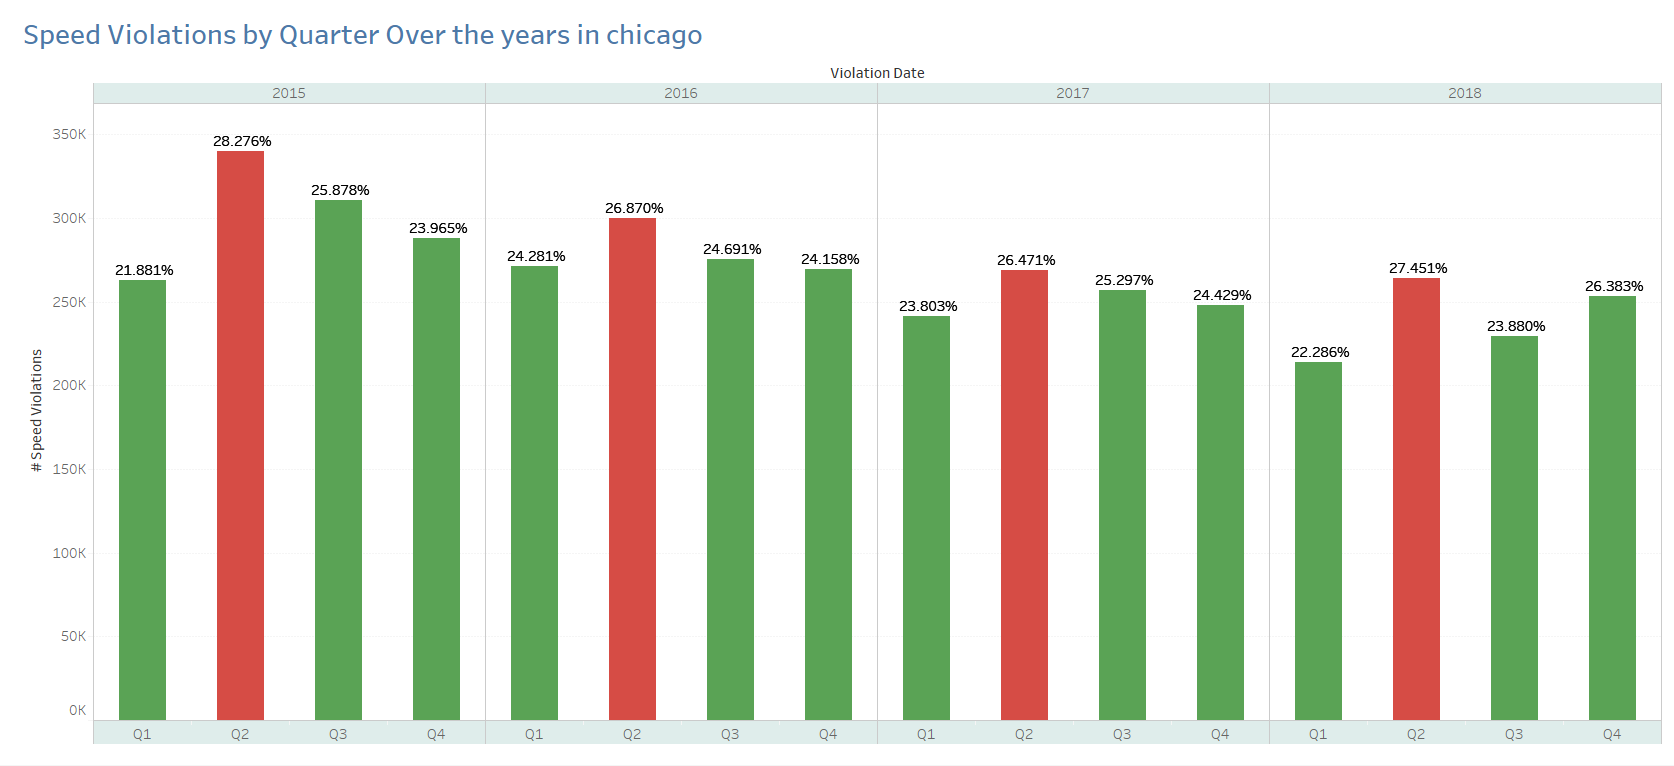 Speed Violations by Quarter Over the years in chicago
Violation Date
2015 2016 2017 2018
# Speed Violations
350K
300K
250K
200K
150K
100K
50K
0K
21.881% 28.276% 25.878% 23.965% 24.281% 26.870% 24.691% 24.158% 23.803% 26.471% 25.297% 24.429% 22.286% 27.451% 23.880% 26.383%
Q1 Q2 Q3 Q4 Q1 Q2 Q3 Q4 Q1 Q2 Q3 Q4 Q1 Q2 Q3 Q4